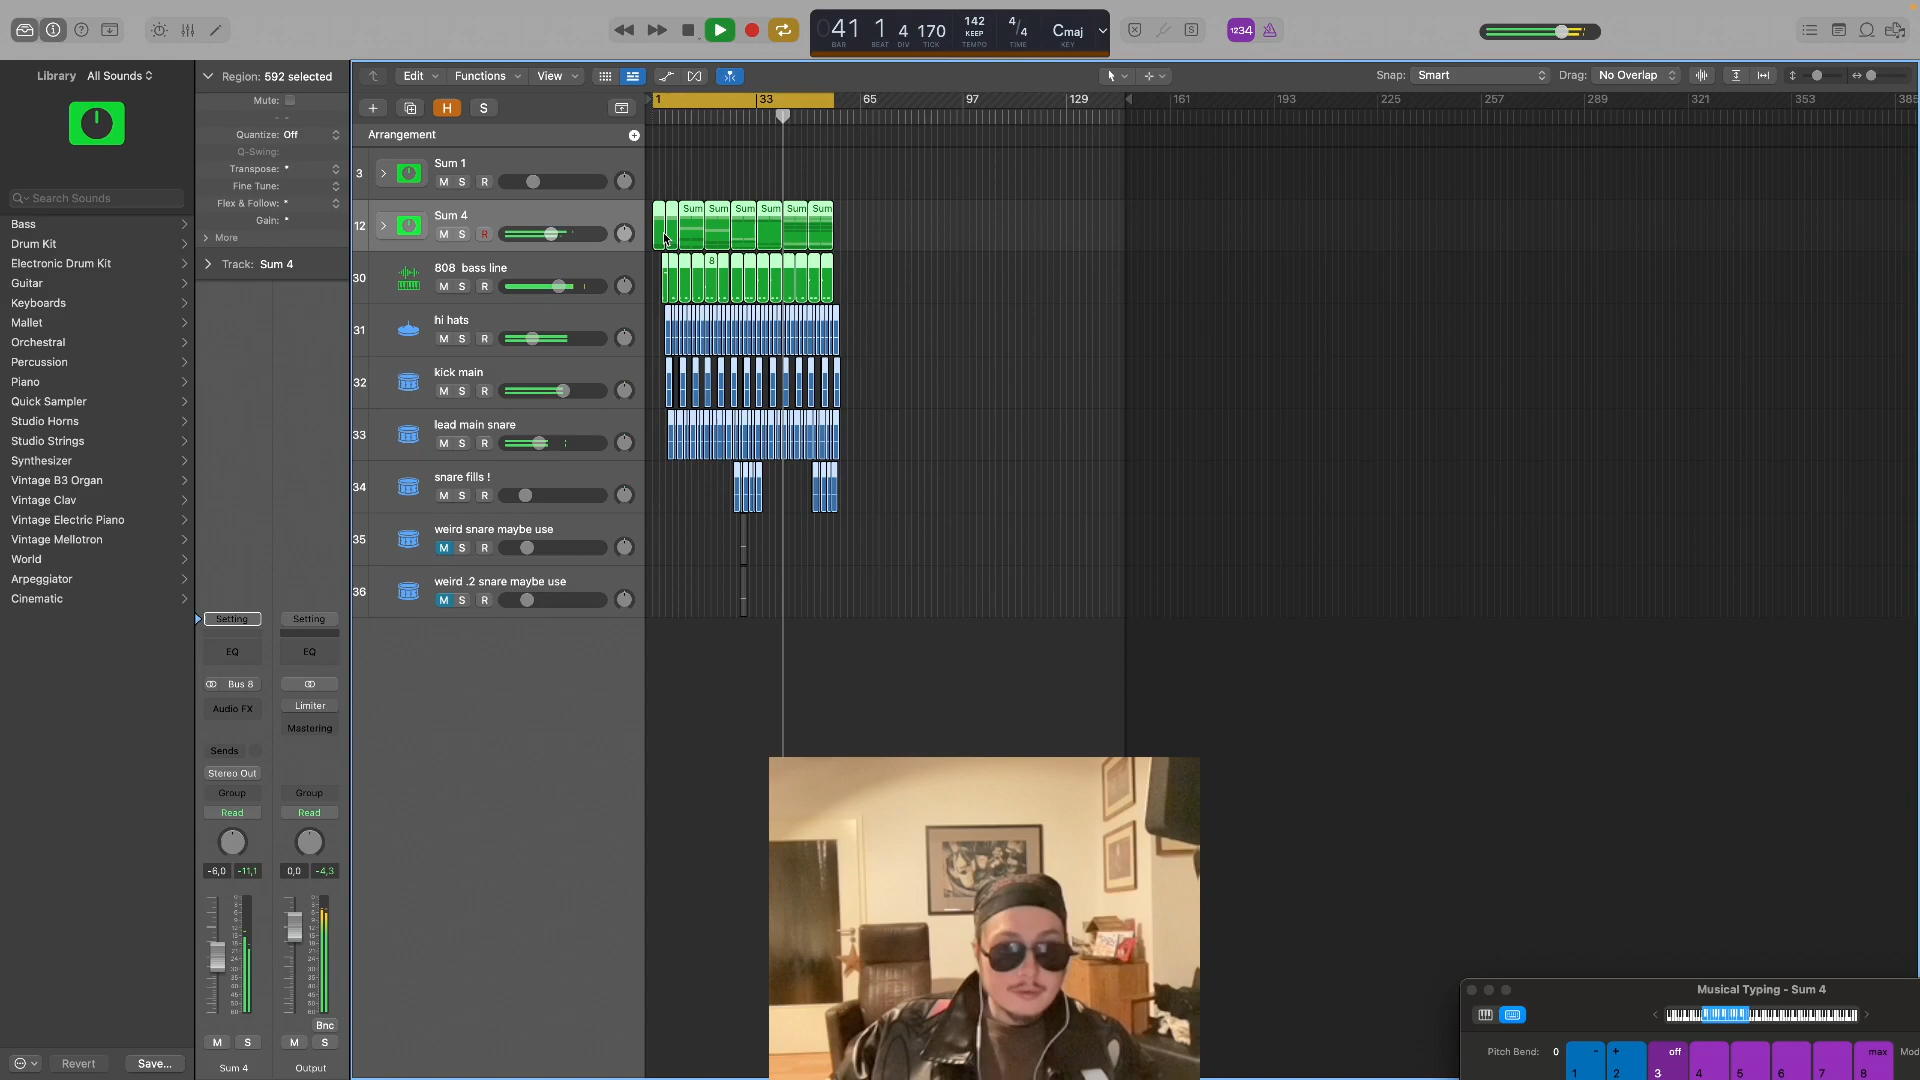 041 1 4 170
BAR BEAT DIV TICK
142
KEEP
TEMPO
4/4
TIME
Cmaj
KEY
1234
Library All Sounds
Search Sounds
Bass
Drum Kit
Electronic Drum Kit
Guitar
Keyboards
Mallet
Orchestral
Percussion
Piano
Quick Sampler
Studio Horns
Studio Strings
Synthesizer
Vintage B3 Organ
Vintage Clav
Vintage Electric Piano
Vintage Mellotron
World
Arpeggiator
Cinematic
Revert Save...
Region: 592 selected
Mute:
Quantize: Off
Q-Swing:
Transpose: *
Fine Tune:
Flex & Follow: *
Gain: *
More
Track: Sum 4
Setting Setting
EQ EQ
Bus 8
Audio FX Limiter
Mastering
Sends
Stereo Out
Group Group
Read Read
-6,0 -11,1 0,0 -4,3
Bnc
M S M S
Sum 4 Output
Edit Functions View
Snap: Smart Drag: No Overlap
H S
1 33 65 97 129 161 193 225 257 289 321 353 385
Arrangement
3 Sum 1
M S R
12 Sum 4
M S R
Sum Sum Sum Sum Sum Sum
30 808 bass line
M S R
8
31 hi hats
M S R
32 kick main
M S R
33 lead main snare
M S R
34 snare fills !
M S R
35 weird snare maybe use
M S R
36 weird .2 snare maybe use
M S R
Musical Typing - Sum 4
Pitch Bend: 0 - + off max Mod
1 2 3 4 5 6 7 8